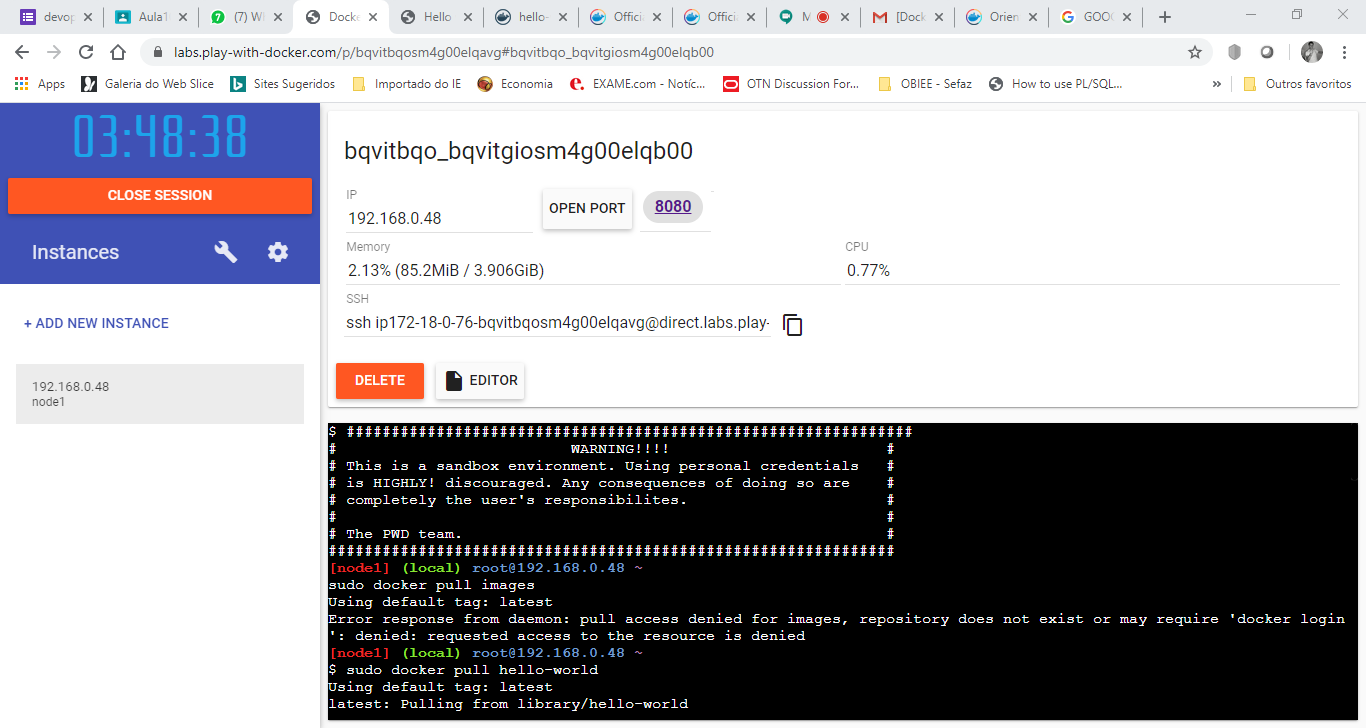 devop
Aula1
(7) W
Docke
Hello
hello-
Officia
Officia
M
[Dock
Orien
GOOG
labs.play-with-docker.com/p/bqvitbqosm4g00elqavg#bqvitbqo_bqvitgiosm4g00elqb00
Apps
Galeria do Web Slice
Sites Sugeridos
Importado do IE
Economia
EXAME.com - Notíc...
OTN Discussion For...
OBIEE - Sefaz
How to use PL/SQL...
»
Outros favoritos
03:48:38
CLOSE SESSION
Instances
+ ADD NEW INSTANCE
192.168.0.48
node1
bqvitbqo_bqvitgiosm4g00elqb00
IP
192.168.0.48
OPEN PORT
8080
Memory
2.13% (85.2MiB / 3.906GiB)
CPU
0.77%
SSH
ssh ip172-18-0-76-bqvitbqosm4g00elqavg@direct.labs.play-
DELETE
EDITOR
$ ###############################################################
# WARNING!!!! #
# This is a sandbox environment. Using personal credentials #
# is HIGHLY! discouraged. Any consequences of doing so are #
# completely the user's responsibilites. #
# #
# The PWD team. #
###############################################################
[node1] (local) root@192.168.0.48 ~
sudo docker pull images
Using default tag: latest
Error response from daemon: pull access denied for images, repository does not exist or may require 'docker login
': denied: requested access to the resource is denied
[node1] (local) root@192.168.0.48 ~
$ sudo docker pull hello-world
Using default tag: latest
latest: Pulling from library/hello-world